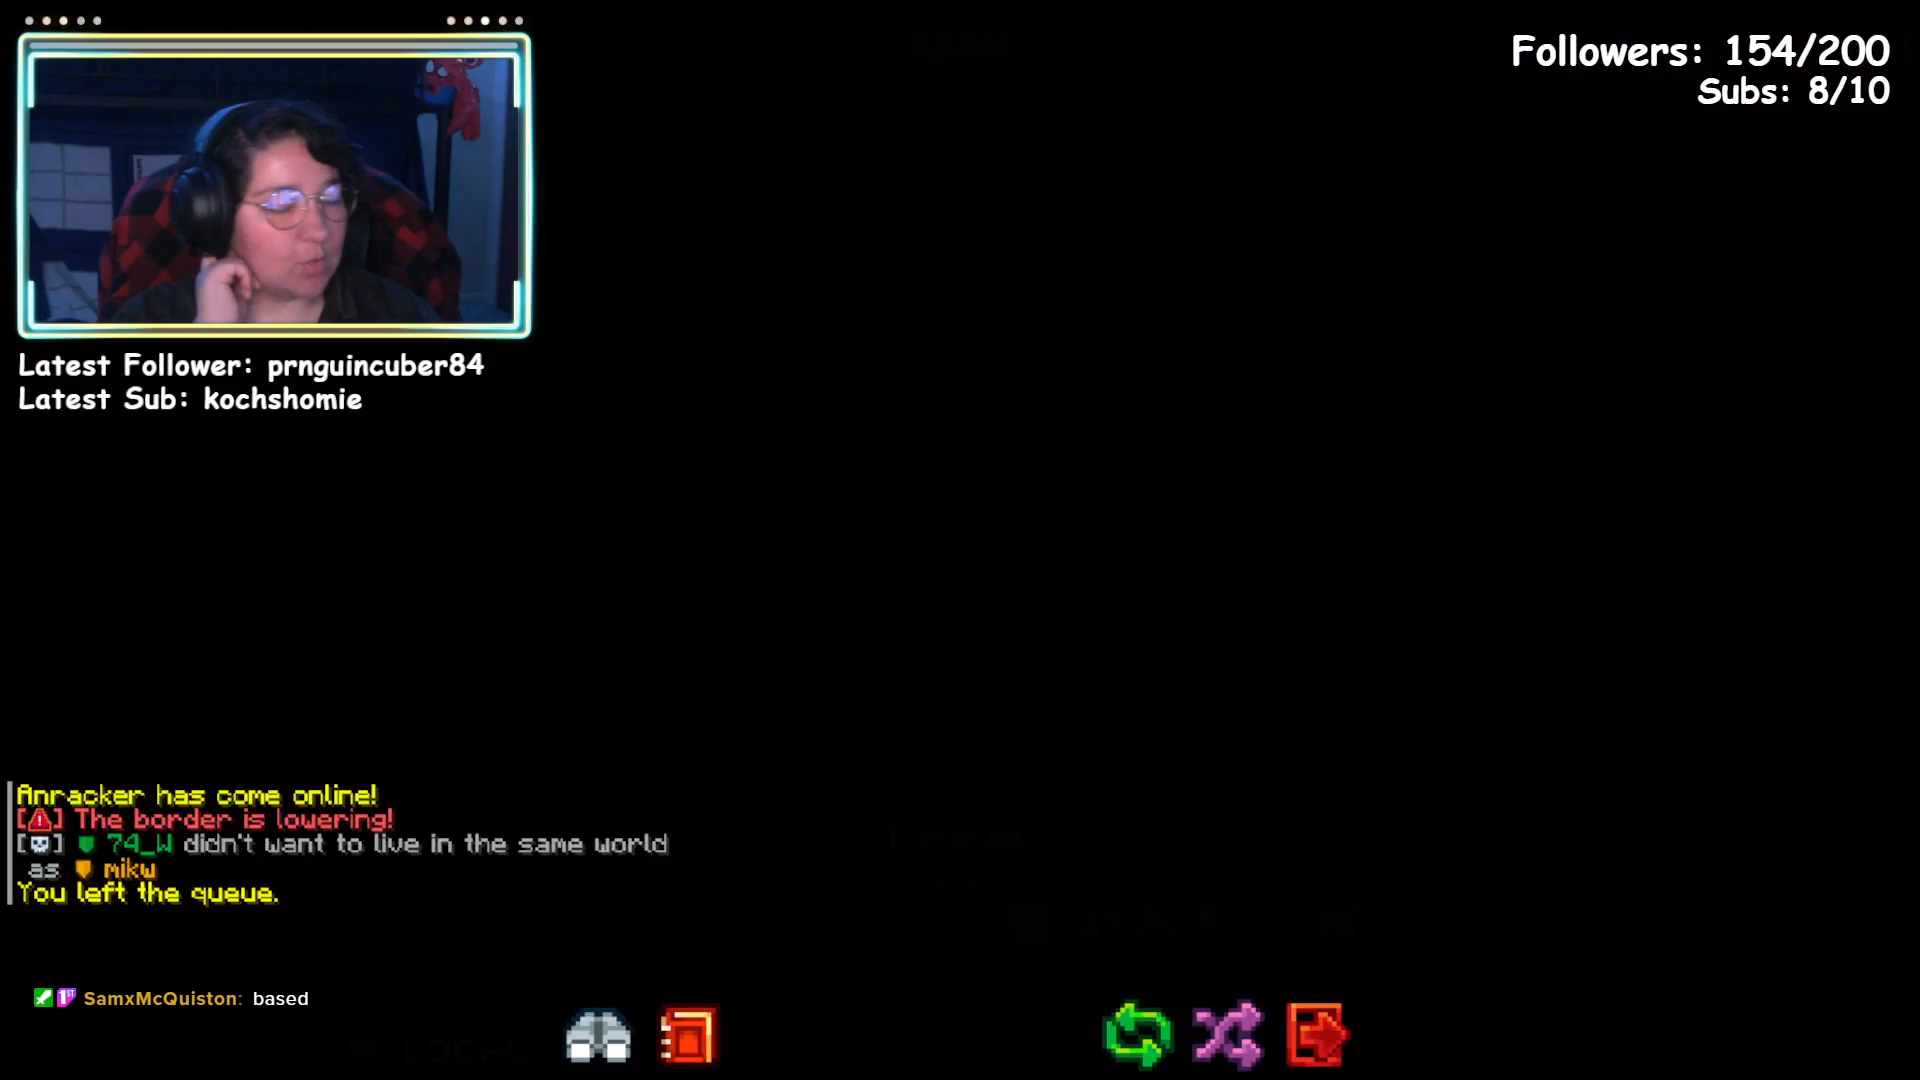 Followers: 154/200
Subs: 8/10
Latest Follower: prnguincuber84
Latest Sub: kochshomie
Anracker has come online!
[⚠] The border is lowering!
[☠] 74_W didn't want to live in the same world
as mikw
You left the queue.
SamxMcQuiston: based